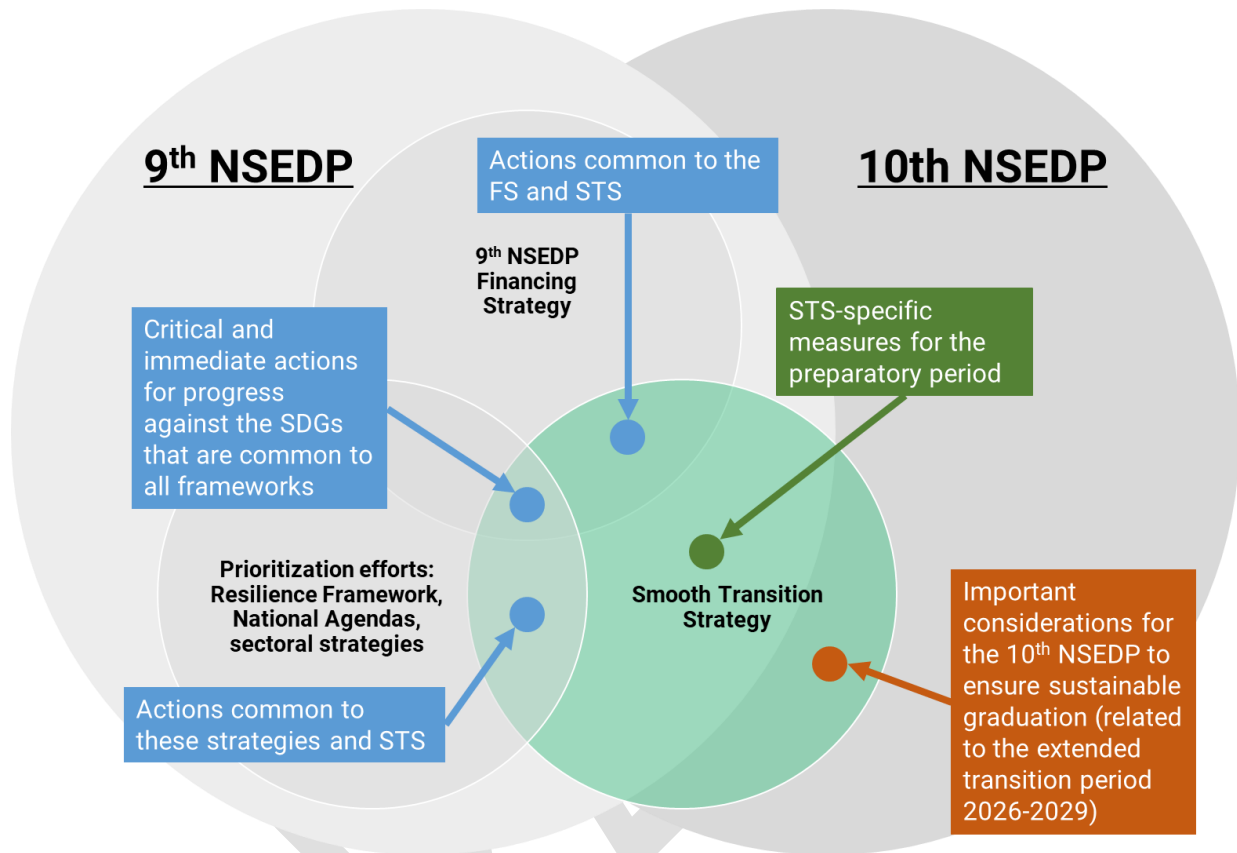 9th NSEDP
10th NSEDP
Actions common to the
FS and STS
9th NSEDP
Financing
Strategy
STS-specific
measures for the
preparatory period
Critical and
immediate actions
for progress
against the SDGs
that are common to
all frameworks
Prioritization efforts:
Resilience Framework,
National Agendas,
sectoral strategies
Smooth Transition
Strategy
Important
considerations for
the 10th NSEDP to
ensure sustainable
graduation (related
to the extended
transition period
2026-2029)
Actions common to
these strategies and STS